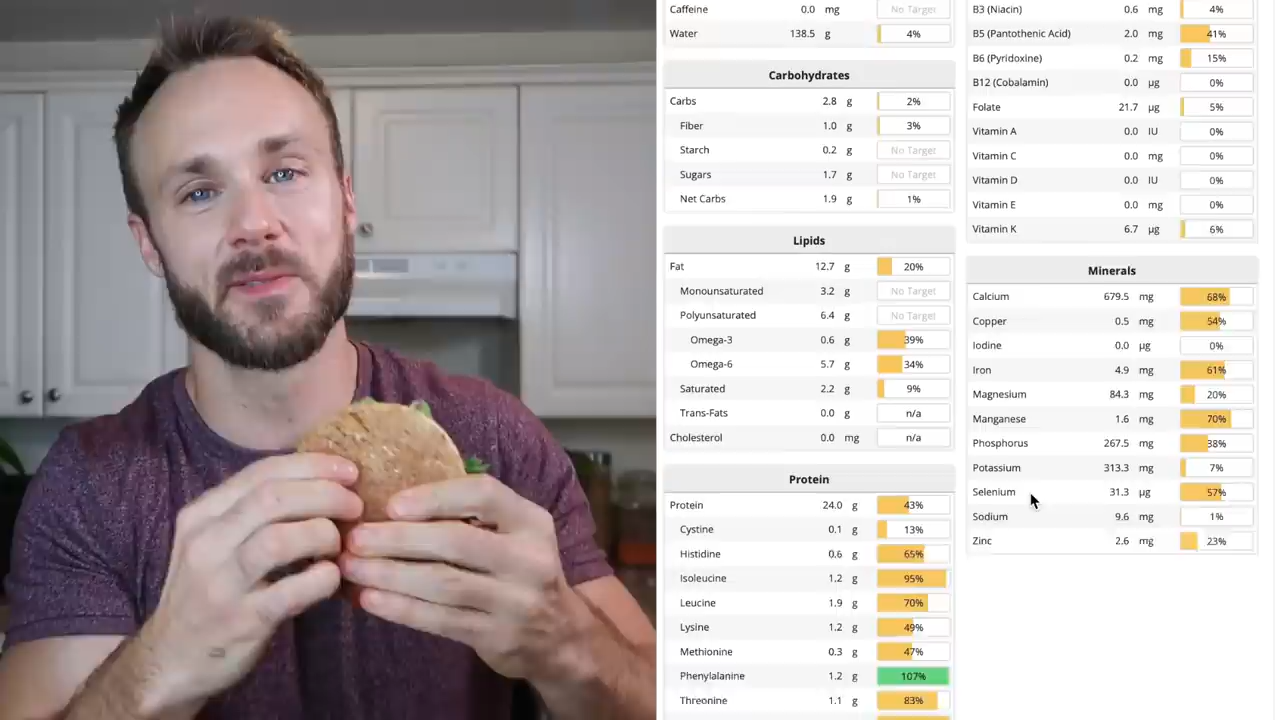 Caffeine 0.0 mg No Target
Water 138.5 g 4%
Carbohydrates
Carbs 2.8 g 2%
Fiber 1.0 g 3%
Starch 0.2 g No Target
Sugars 1.7 g No Target
Net Carbs 1.9 g 1%
Lipids
Fat 12.7 g 20%
Monounsaturated 3.2 g No Target
Polyunsaturated 6.4 g No Target
Omega-3 0.6 g 39%
Omega-6 5.7 g 34%
Saturated 2.2 g 9%
Trans-Fats 0.0 g n/a
Cholesterol 0.0 mg n/a
Protein
Protein 24.0 g 43%
Cystine 0.1 g 13%
Histidine 0.6 g 65%
Isoleucine 1.2 g 95%
Leucine 1.9 g 70%
Lysine 1.2 g 49%
Methionine 0.3 g 47%
Phenylalanine 1.2 g 107%
Threonine 1.1 g 83%
B3 (Niacin) 0.6 mg 4%
B5 (Pantothenic Acid) 2.0 mg 41%
B6 (Pyridoxine) 0.2 mg 15%
B12 (Cobalamin) 0.0 µg 0%
Folate 21.7 µg 5%
Vitamin A 0.0 IU 0%
Vitamin C 0.0 mg 0%
Vitamin D 0.0 IU 0%
Vitamin E 0.0 mg 0%
Vitamin K 6.7 µg 6%
Minerals
Calcium 679.5 mg 68%
Copper 0.5 mg 54%
Iodine 0.0 µg 0%
Iron 4.9 mg 61%
Magnesium 84.3 mg 20%
Manganese 1.6 mg 70%
Phosphorus 267.5 mg 38%
Potassium 313.3 mg 7%
Selenium 31.3 µg 57%
Sodium 9.6 mg 1%
Zinc 2.6 mg 23%